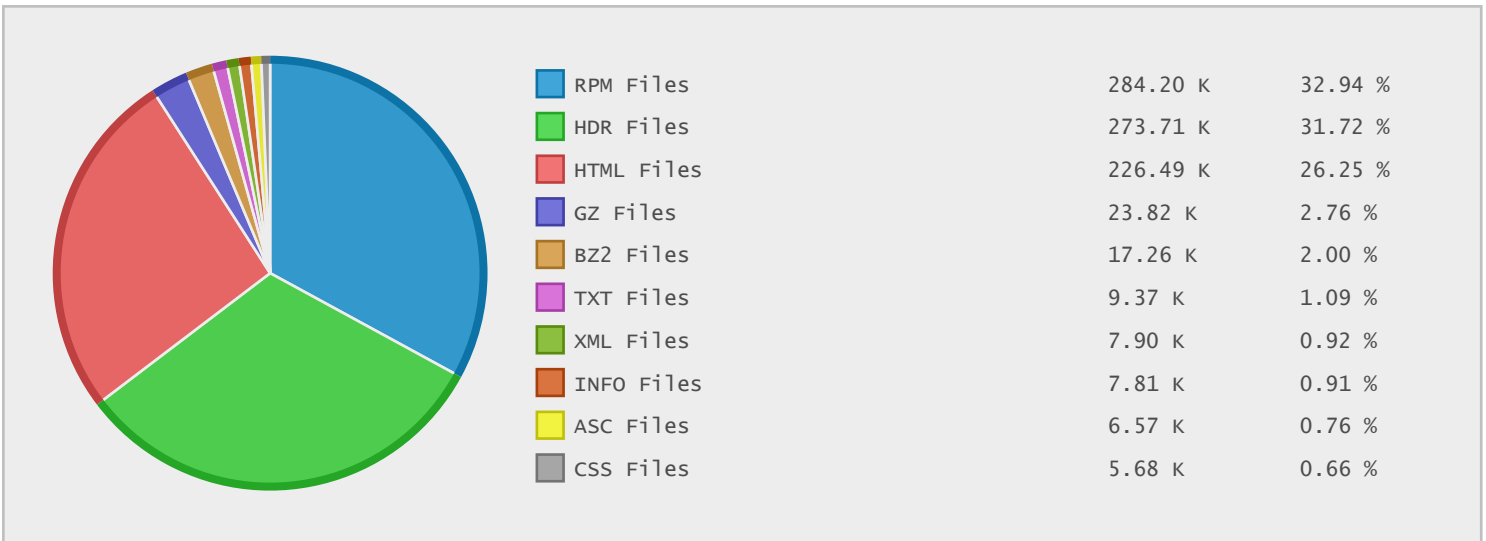 RPM Files 284.20 K 32.94 %
HDR Files 273.71 K 31.72 %
HTML Files 226.49 K 26.25 %
GZ Files 23.82 K 2.76 %
BZ2 Files 17.26 K 2.00 %
TXT Files 9.37 K 1.09 %
XML Files 7.90 K 0.92 %
INFO Files 7.81 K 0.91 %
ASC Files 6.57 K 0.76 %
CSS Files 5.68 K 0.66 %